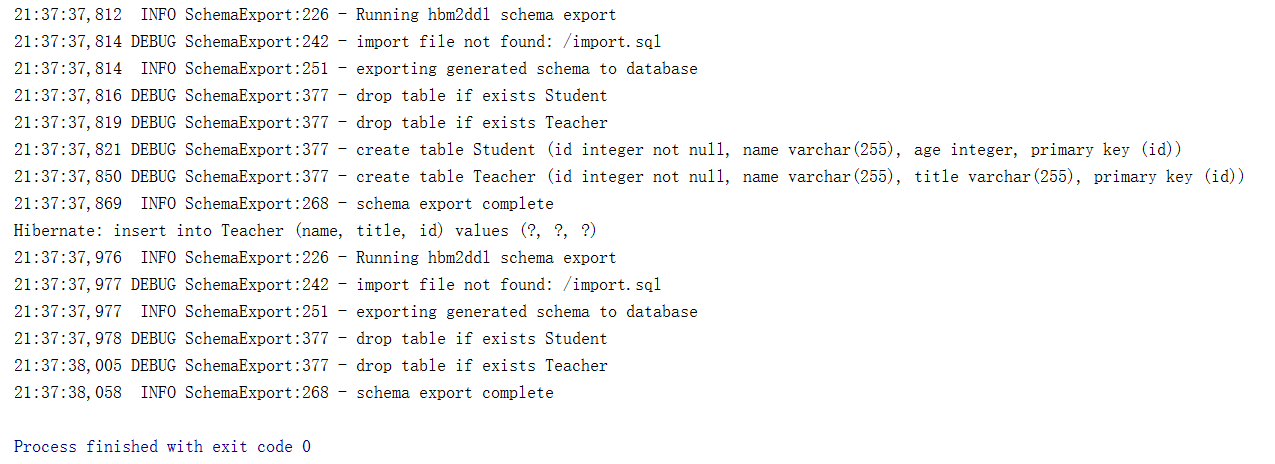 21:37:37,812  INFO SchemaExport:226 - Running hbm2ddl schema export
21:37:37,814 DEBUG SchemaExport:242 - import file not found: /import.sql
21:37:37,814  INFO SchemaExport:251 - exporting generated schema to database
21:37:37,816 DEBUG SchemaExport:377 - drop table if exists Student
21:37:37,819 DEBUG SchemaExport:377 - drop table if exists Teacher
21:37:37,821 DEBUG SchemaExport:377 - create table Student (id integer not null, name varchar(255), age integer, primary key (id))
21:37:37,850 DEBUG SchemaExport:377 - create table Teacher (id integer not null, name varchar(255), title varchar(255), primary key (id))
21:37:37,869  INFO SchemaExport:268 - schema export complete
Hibernate: insert into Teacher (name, title, id) values (?, ?, ?)
21:37:37,976  INFO SchemaExport:226 - Running hbm2ddl schema export
21:37:37,977 DEBUG SchemaExport:242 - import file not found: /import.sql
21:37:37,977  INFO SchemaExport:251 - exporting generated schema to database
21:37:37,978 DEBUG SchemaExport:377 - drop table if exists Student
21:37:38,005 DEBUG SchemaExport:377 - drop table if exists Teacher
21:37:38,058  INFO SchemaExport:268 - schema export complete
Process finished with exit code 0